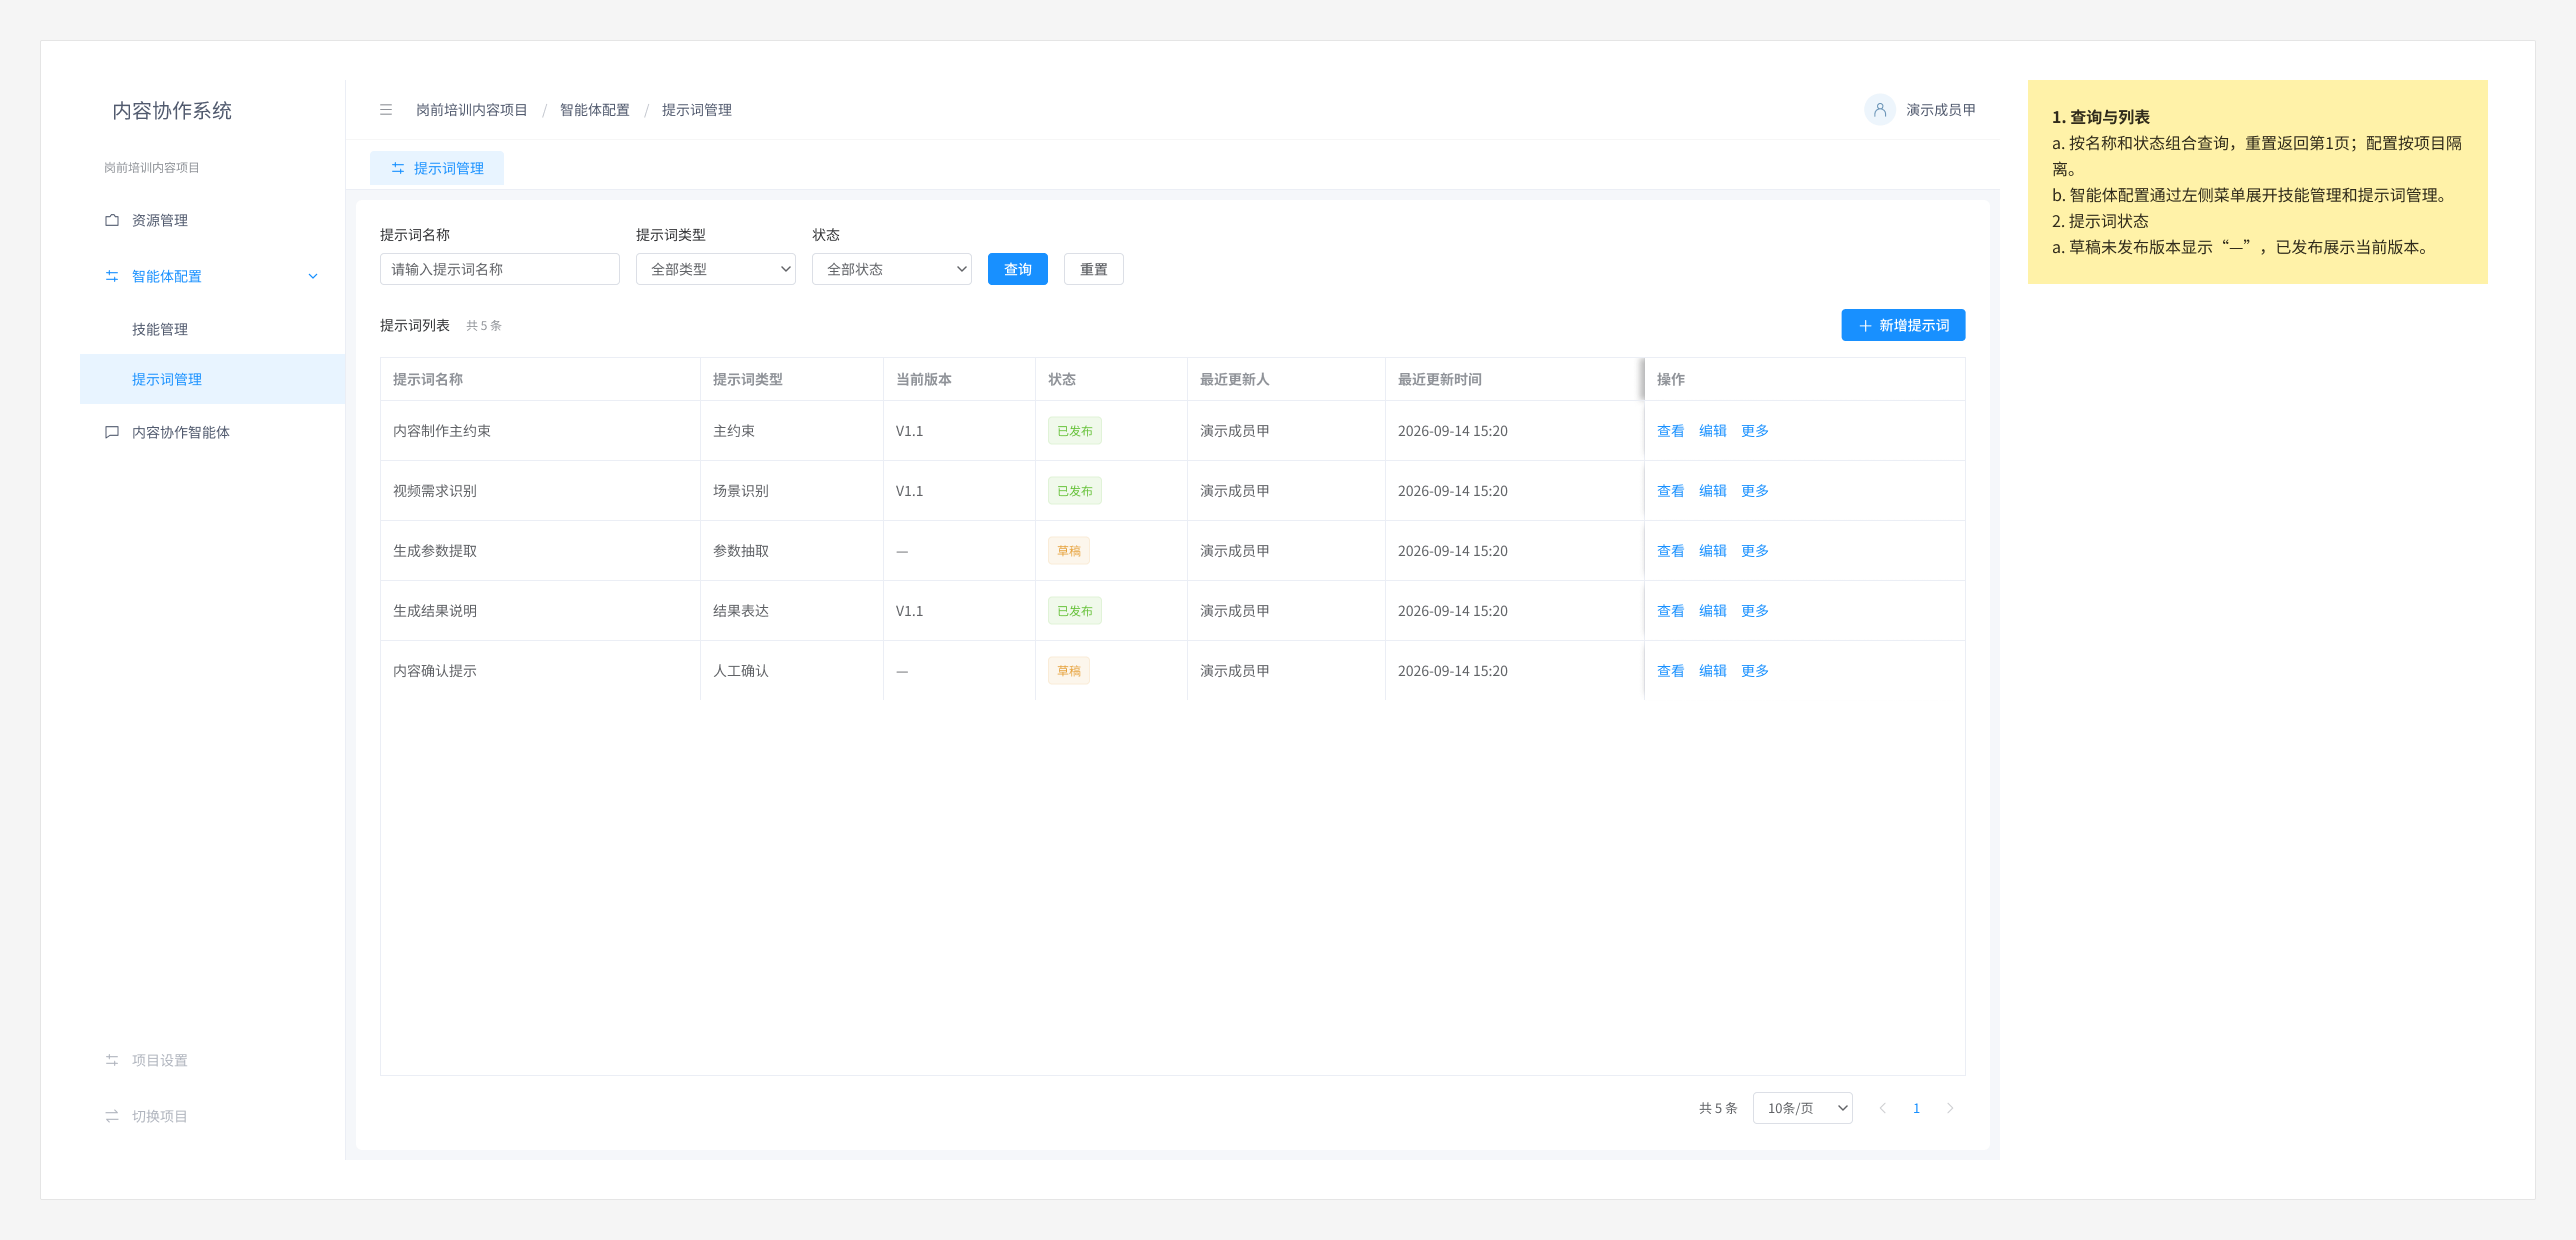 内容协作系统
岗前培训内容项目
资源管理
智能体配置
技能管理
提示词管理
内容协作智能体
项目设置
切换项目
岗前培训内容项目 / 智能体配置 / 提示词管理
演示成员甲
提示词管理
提示词名称 提示词类型 状态
请输入提示词名称 全部类型 全部状态 查询 重置
提示词列表 共 5 条 新增提示词
提示词名称 提示词类型 当前版本 状态 最近更新人 最近更新时间 操作
内容制作主约束 主约束 V1.1 已发布 演示成员甲 2026-09-14 15:20 查看 编辑 更多
视频需求识别 场景识别 V1.1 已发布 演示成员甲 2026-09-14 15:20 查看 编辑 更多
生成参数提取 参数抽取 — 草稿 演示成员甲 2026-09-14 15:20 查看 编辑 更多
生成结果说明 结果表达 V1.1 已发布 演示成员甲 2026-09-14 15:20 查看 编辑 更多
内容确认提示 人工确认 — 草稿 演示成员甲 2026-09-14 15:20 查看 编辑 更多
共 5 条 10条/页 1
1. 查询与列表
a. 按名称和状态组合查询，重置返回第1页；配置按项目隔
离。
b. 智能体配置通过左侧菜单展开技能管理和提示词管理。
2. 提示词状态
a. 草稿未发布版本显示“—”，已发布展示当前版本。